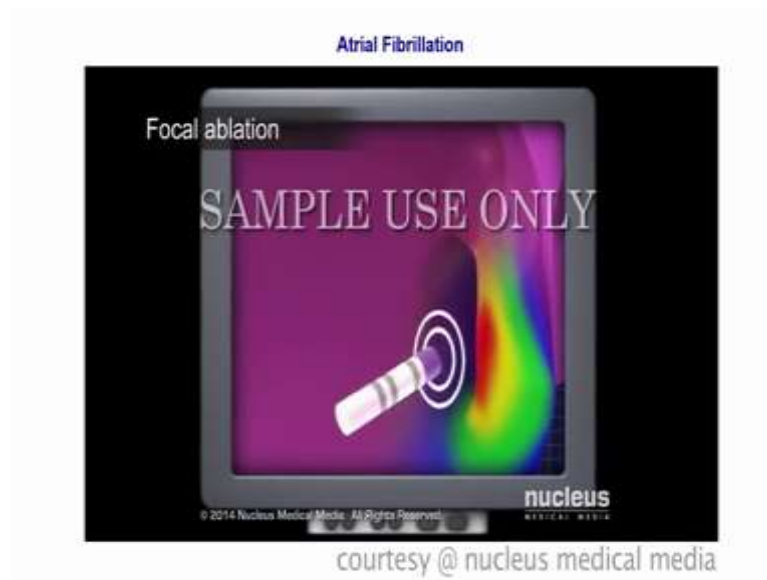 Atrial Fibrillation
Focal ablation
SAMPLE USE ONLY
nucleus
MEDICAL MEDIA
© 2014 Nucleus Medical Media. All Rights Reserved.
courtesy @ nucleus medical media